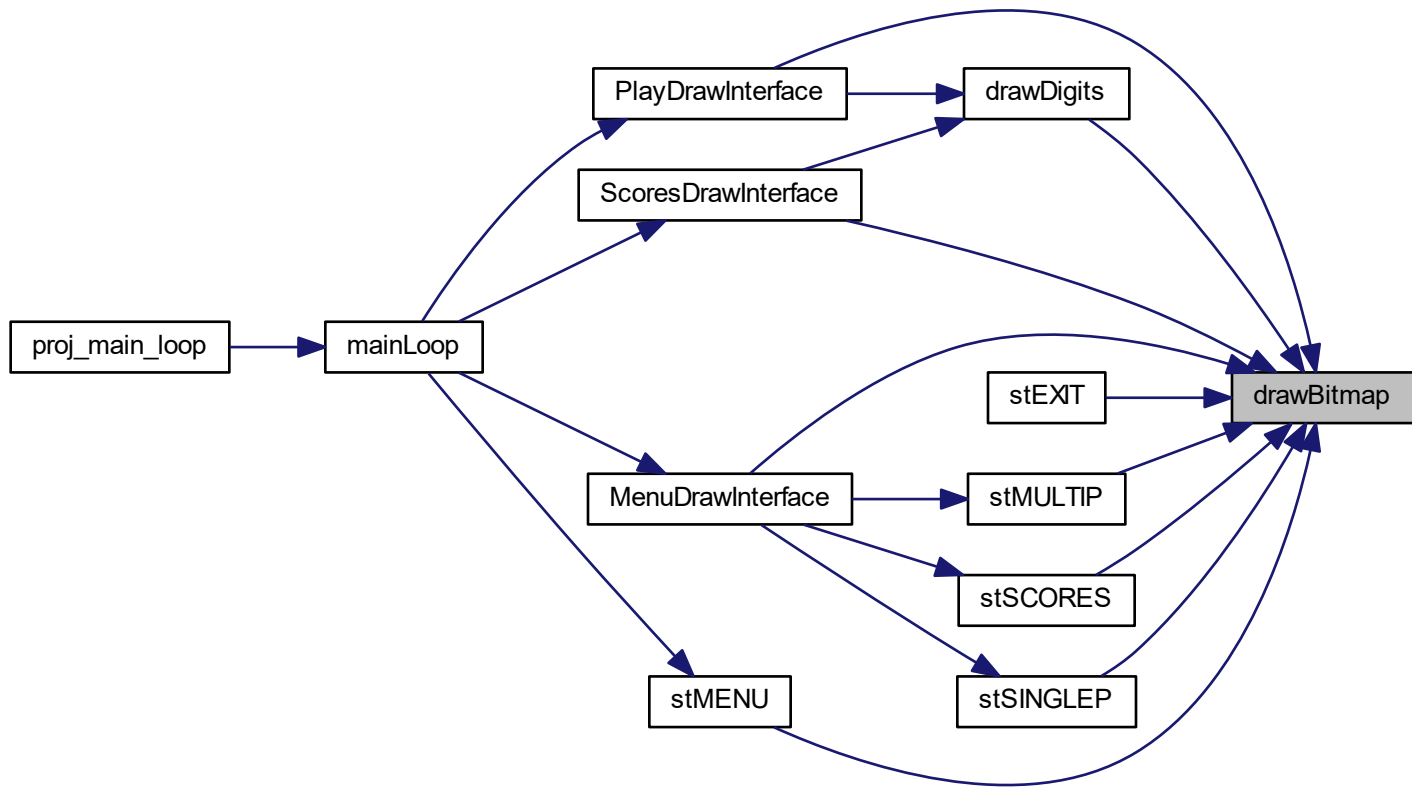 PlayDrawInterface
drawDigits
ScoresDrawInterface
proj_main_loop
mainLoop
stEXIT
drawBitmap
MenuDrawInterface
stMULTIP
stSCORES
stMENU
stSINGLEP